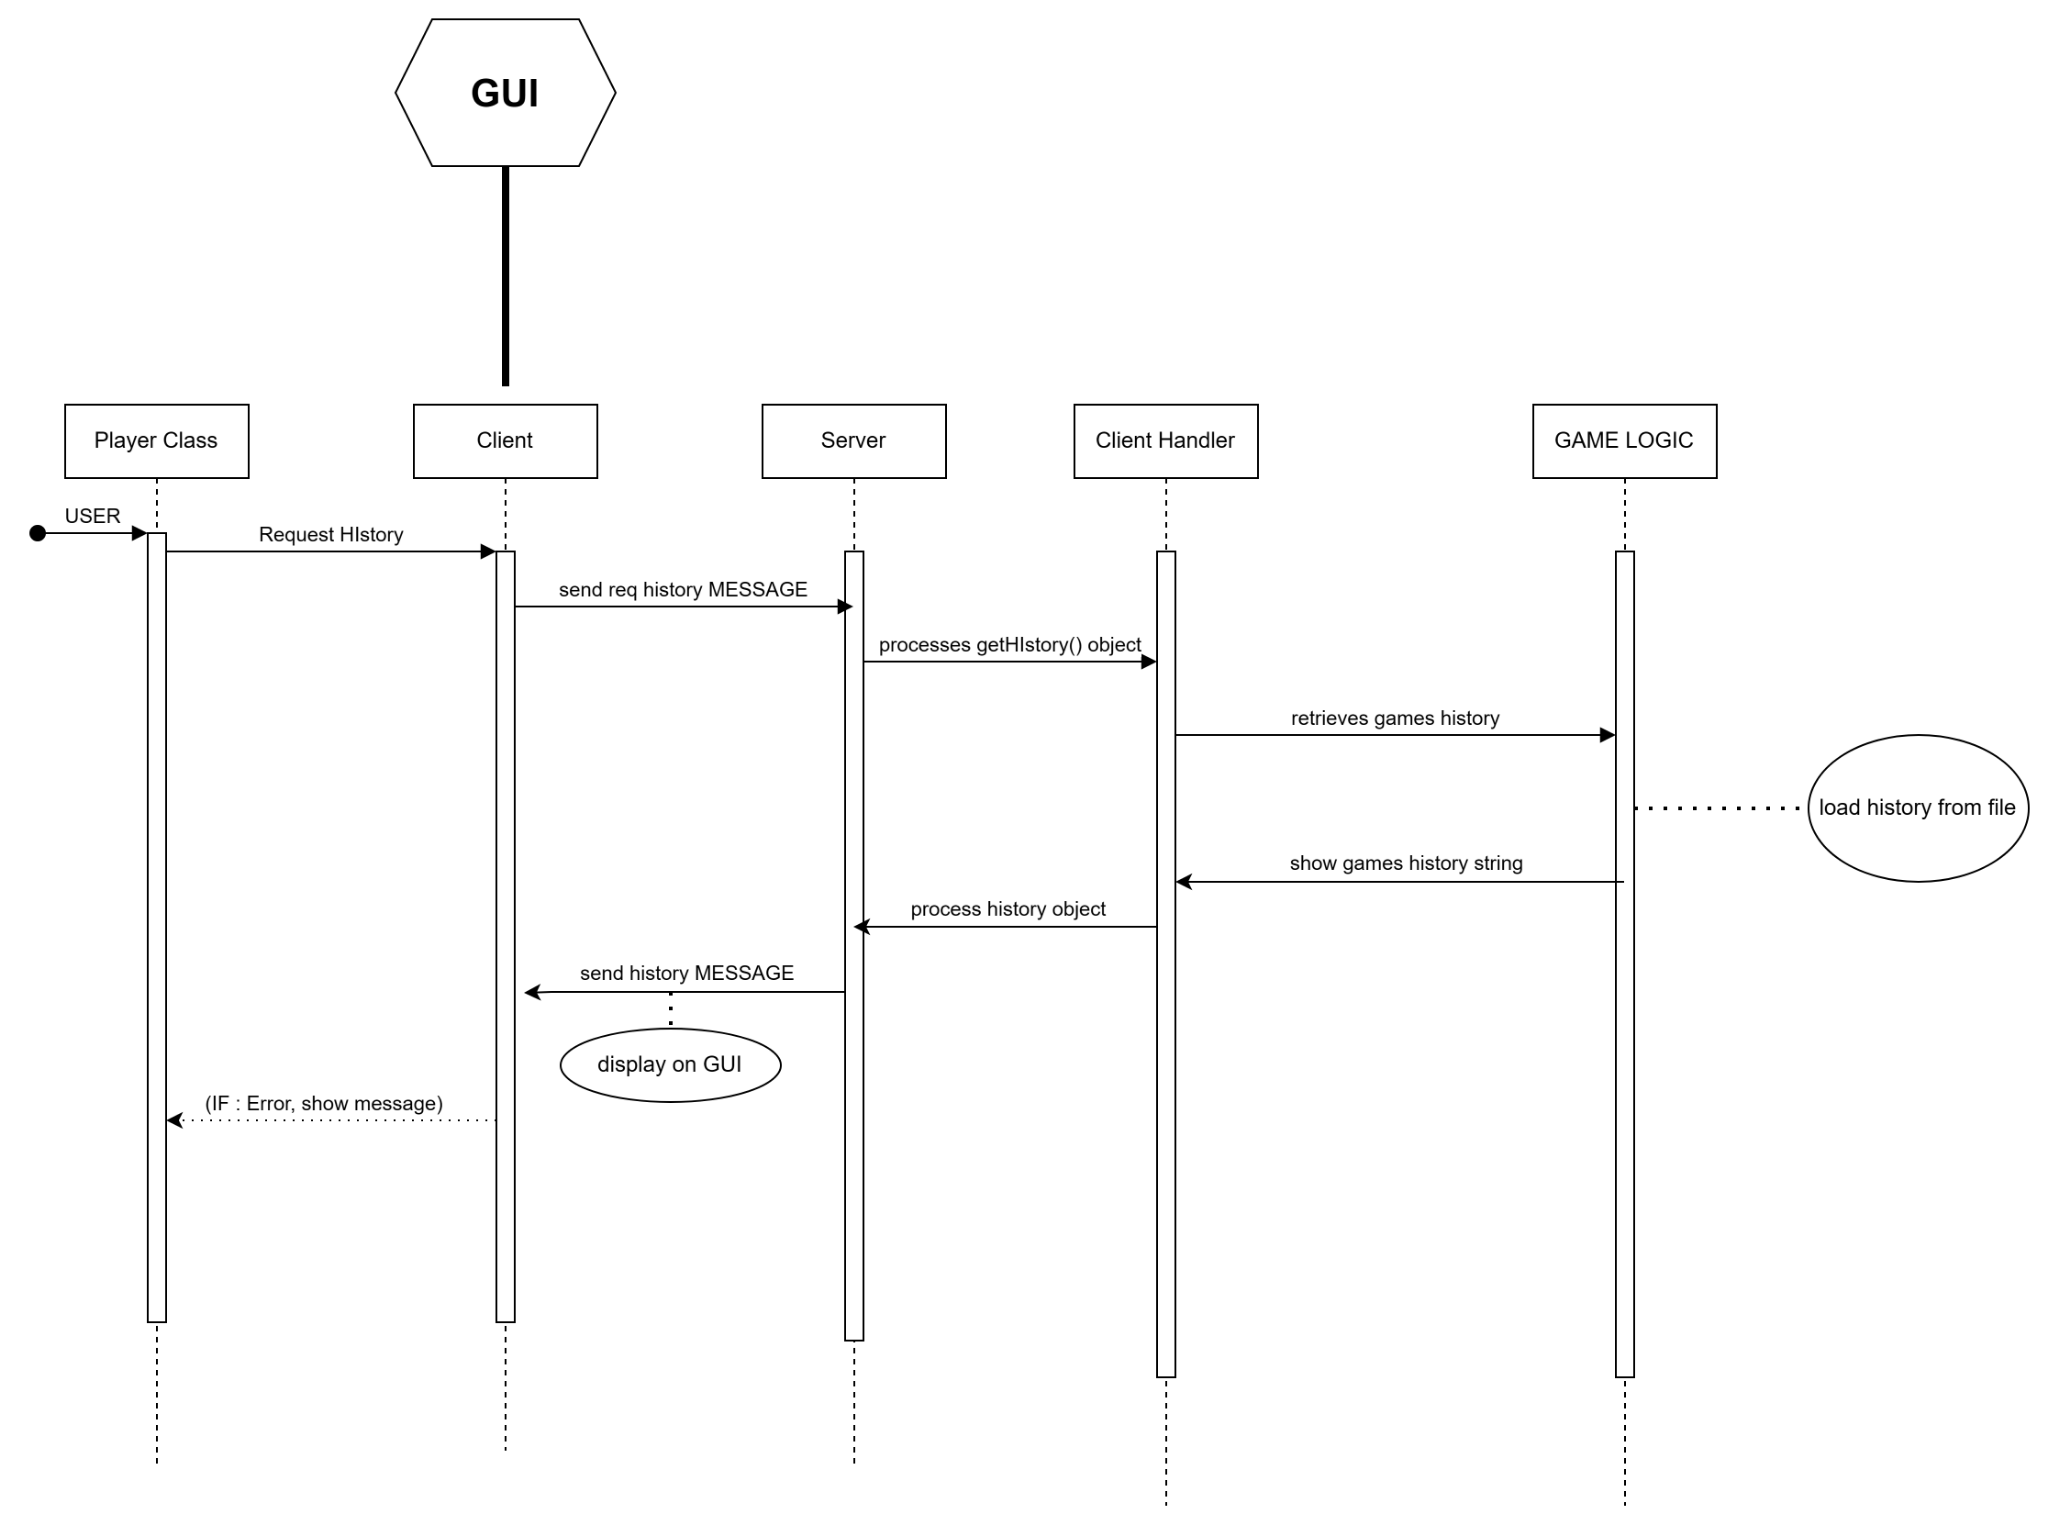 GUI
Player Class
Client
Server
Client Handler
GAME LOGIC
USER
Request HIstory
send req history MESSAGE
processes getHIstory() object
retrieves games history
load history from file
show games history string
process history object
send history MESSAGE
display on GUI
(IF : Error, show message)